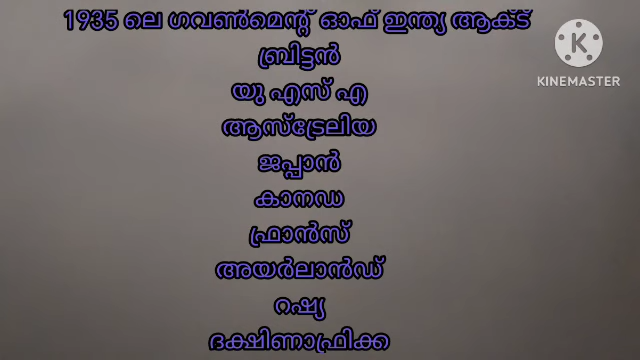 1935 ലെ ഗവൺമെന്റ് ഓഫ് ഇന്ത്യ ആക്ട്
ബ്രിട്ടൻ
യു എസ് എ
ആസ്ട്രേലിയ
ജപ്പാൻ
കാനഡ
ഫ്രാൻസ്
അയർലാൻഡ്
റഷ്യ
ദക്ഷിണാഫ്രിക്ക
K
KINEMASTER